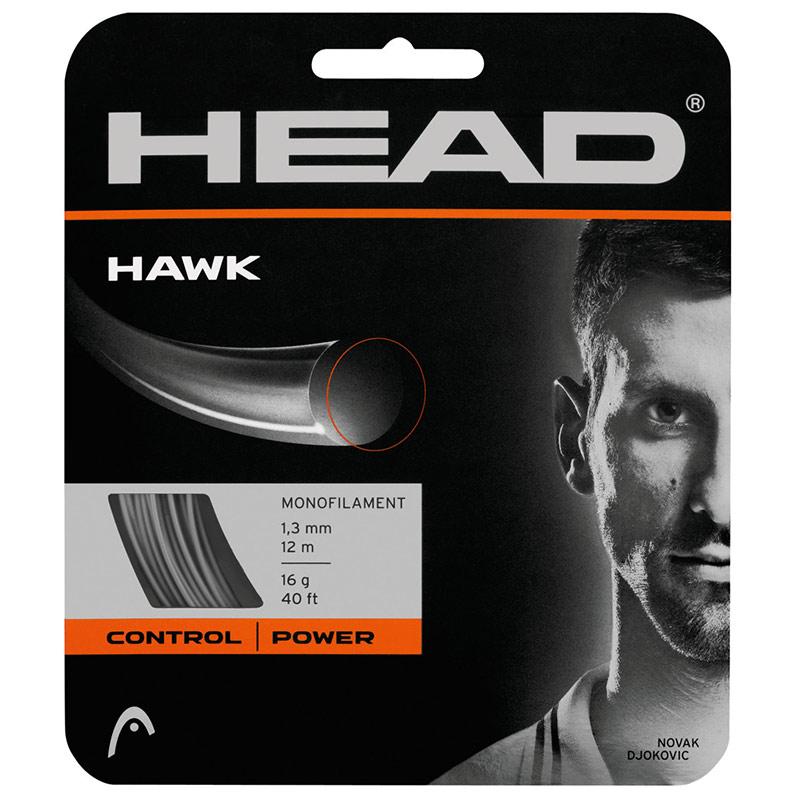 HEAD®
HAWK
MONOFILAMENT
1,3 mm
12 m
16 g
40 ft
CONTROL | POWER
NOVAK
DJOKOVIC